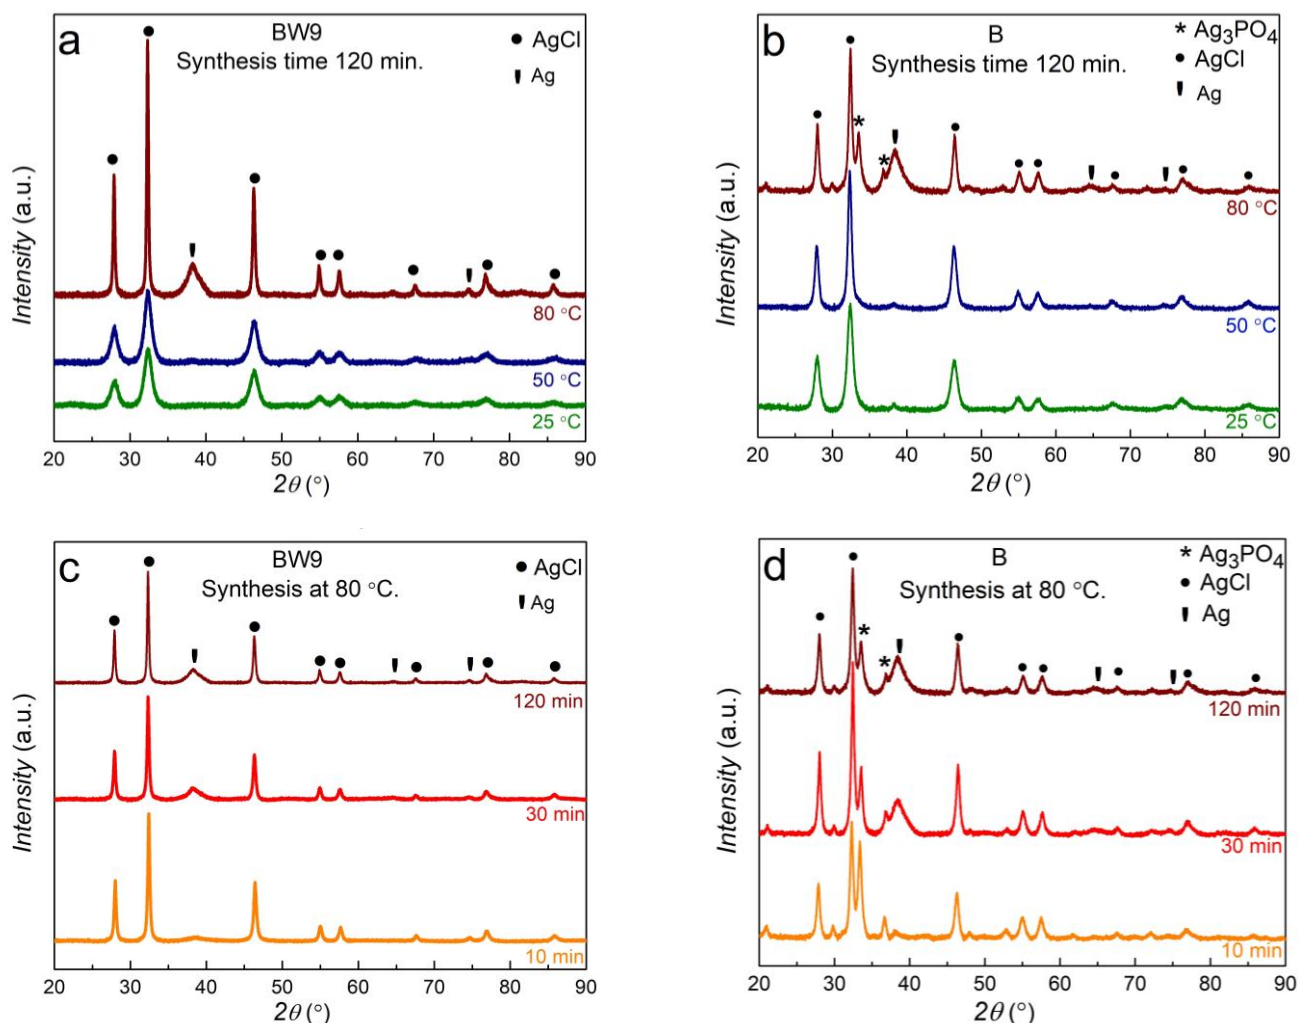 a
BW9
Synthesis time 120 min.
● AgCl
Ag
Intensity (a.u.)
80 °C
50 °C
25 °C
20 30 40 50 60 70 80 90
2θ (°)
b
B
Synthesis time 120 min.
* Ag₃PO₄
● AgCl
Ag
Intensity (a.u.)
80 °C
50 °C
25 °C
20 30 40 50 60 70 80 90
2θ (°)
c
BW9
Synthesis at 80 °C.
● AgCl
Ag
Intensity (a.u.)
120 min
30 min
10 min
20 30 40 50 60 70 80 90
2θ (°)
d
B
Synthesis at 80 °C.
* Ag₃PO₄
● AgCl
Ag
Intensity (a.u.)
120 min
30 min
10 min
20 30 40 50 60 70 80 90
2θ (°)